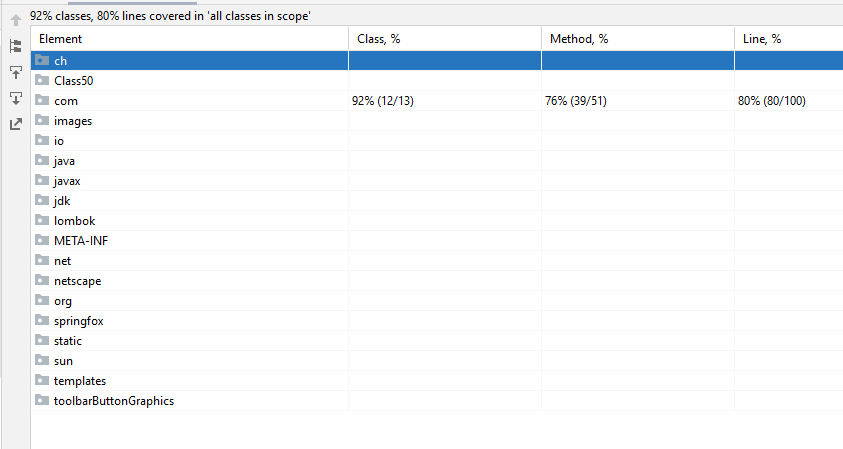 92% classes, 80% lines covered in 'all classes in scope'
Element Class, % Method, % Line, %
ch
Class50
com 92% (12/13) 76% (39/51) 80% (80/100)
images
io
java
javax
jdk
lombok
META-INF
net
netscape
org
springfox
static
sun
templates
toolbarButtonGraphics